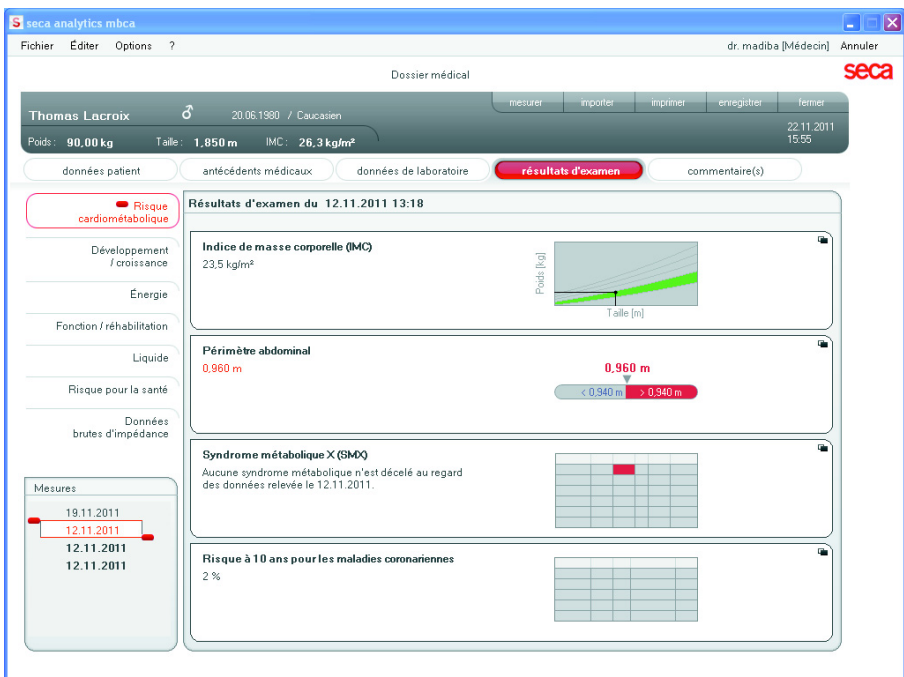 S seca analytics mbca
Fichier Éditer Options ? dr. madiba [Médecin] Annuler
Dossier médical
seca
mesurer importer imprimer enregistrer fermer
Thomas Lacroix ♂ 20.06.1980 / Caucasien
22.11.2011
15:55
Poids : 90,00 kg Taille : 1,850 m IMC : 26,3 kg/m²
données patient antécédents médicaux données de laboratoire résultats d'examen commentaire(s)
Risque
cardiométabolique
Développement
/ croissance
Énergie
Fonction / réhabilitation
Liquide
Risque pour la santé
Données
brutes d'impédance
Mesures
19.11.2011
12.11.2011
12.11.2011
12.11.2011
Résultats d'examen du 12.11.2011 13:18
Indice de masse corporelle (IMC)
23,5 kg/m²
Poids [kg]
Taille [m]
Périmètre abdominal
0,960 m
0,960 m
< 0,940 m > 0,940 m
Syndrome métabolique X (SMX)
Aucune syndrome métabolique n'est décelé au regard
des données relevée le 12.11.2011.
Risque à 10 ans pour les maladies coronariennes
2 %